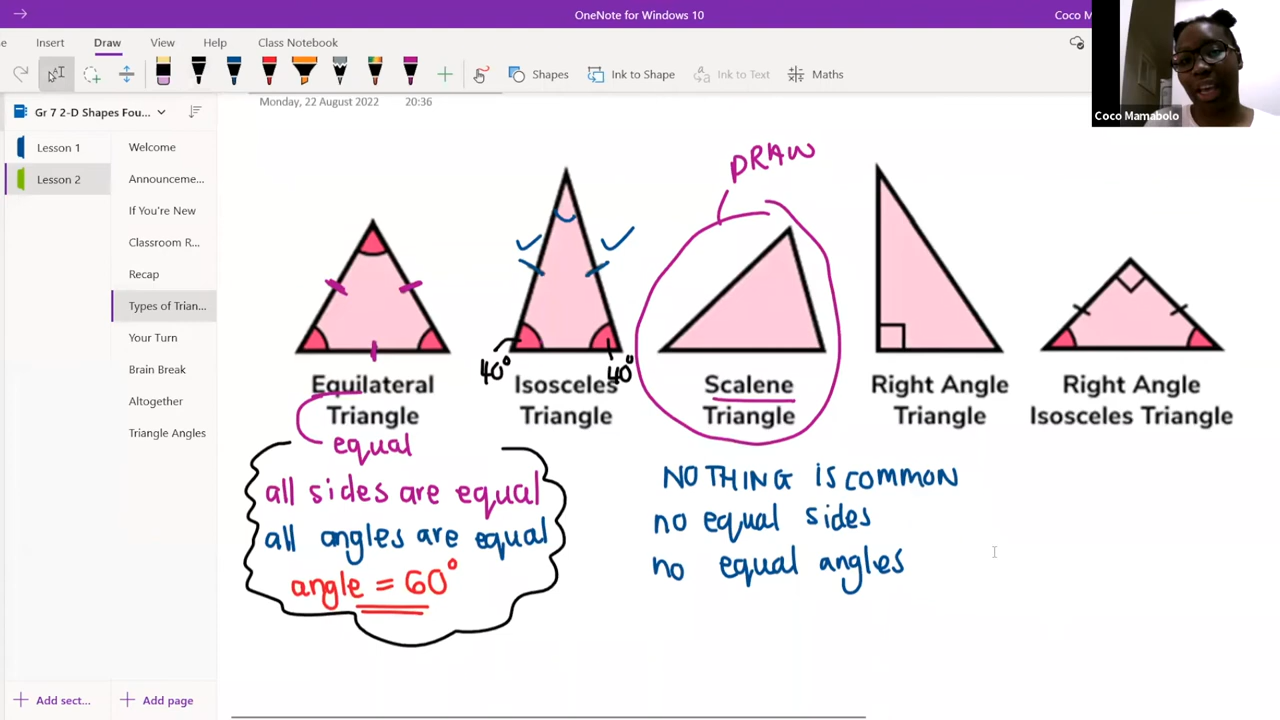 OneNote for Windows 10
Coco M
Insert Draw View Help Class Notebook
Shapes Ink to Shape Ink to Text Maths
Coco Mamabolo
Gr 7 2-D Shapes Fou...
Monday, 22 August 2022 20:36
Lesson 1
Lesson 2
Welcome
Announceme...
If You're New
Classroom R...
Recap
Types of Trian...
Your Turn
Brain Break
Altogether
Triangle Angles
Add sect...
Add page
DRAW
40°
40°
Equilateral
Triangle
Isosceles
Triangle
Scalene
Triangle
Right Angle
Triangle
Right Angle
Isosceles Triangle
equal
all sides are equal
all angles are equal
angle = 60°
NOTHING IS COMMON
no equal sides
no equal angles